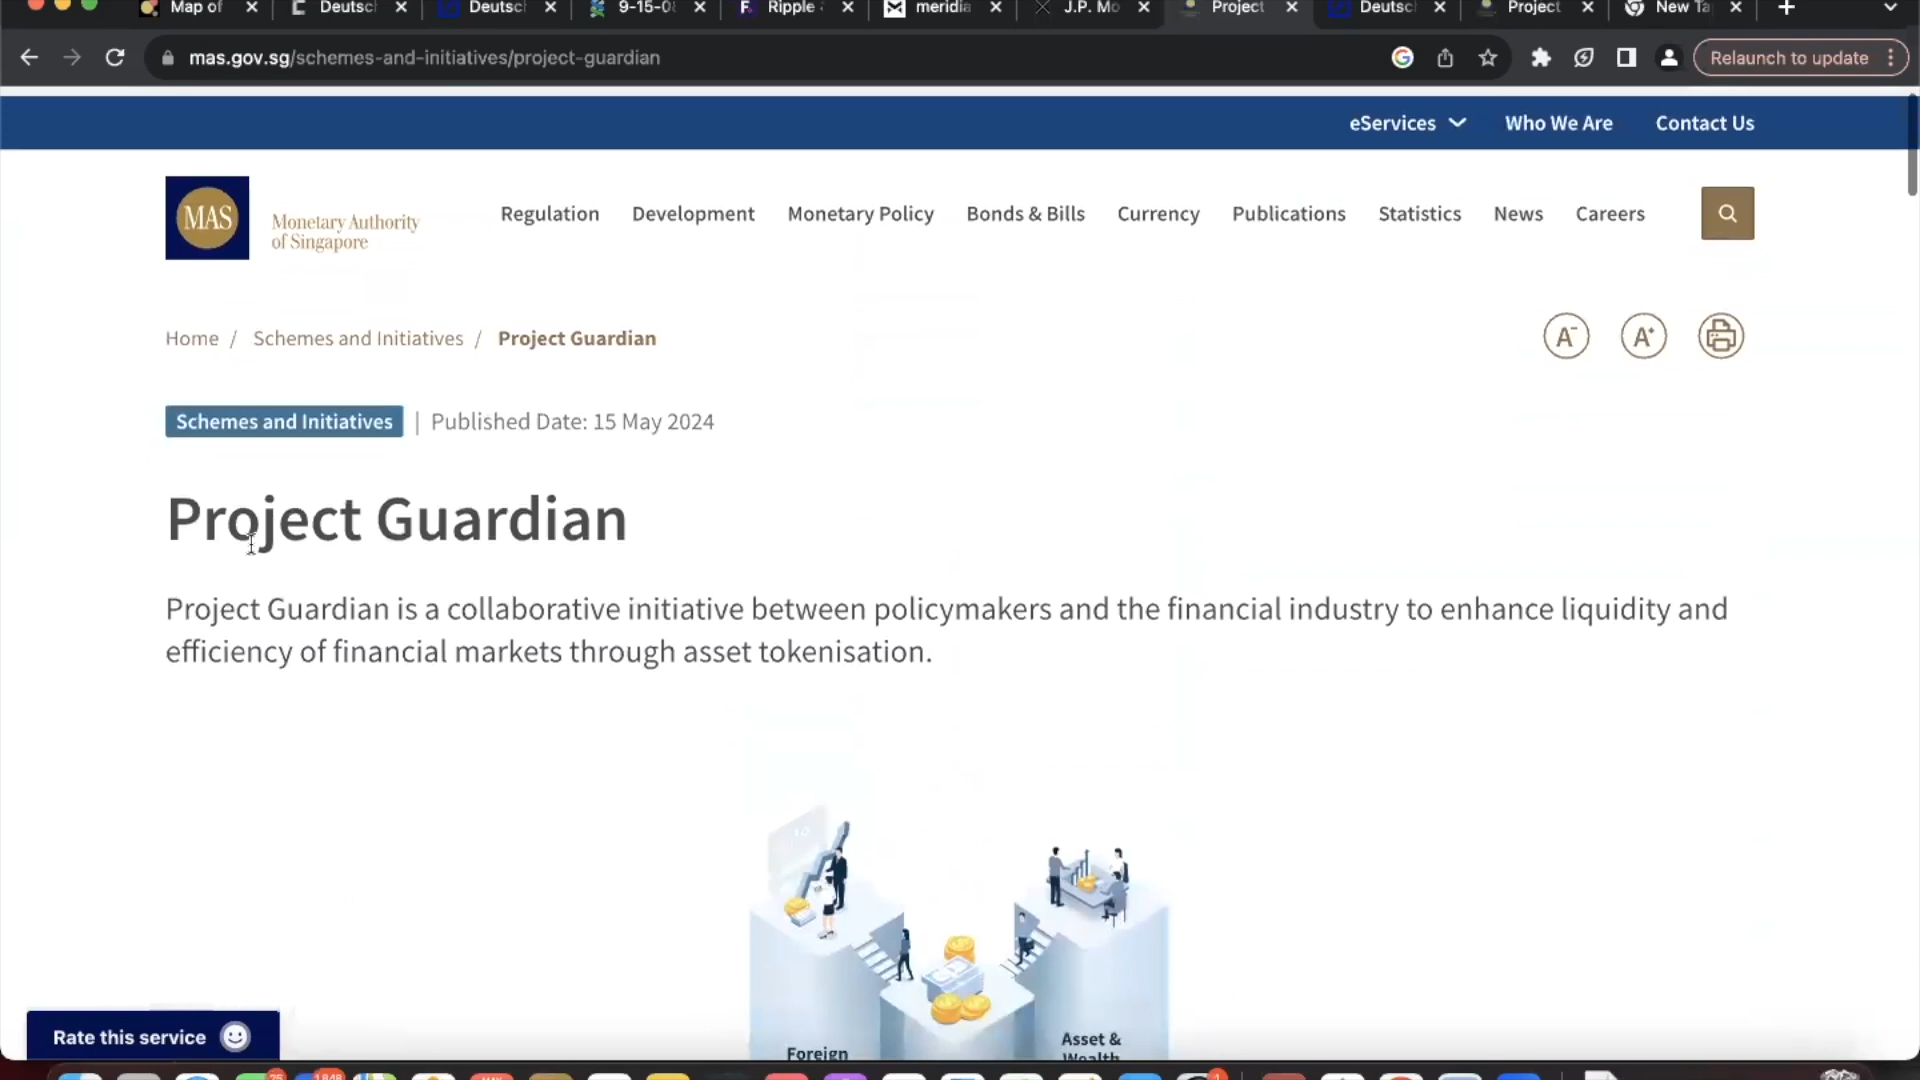 Map of
Deutsc
Deutsc
9-15-0
Ripple
meridia
J.P. Mo
Project
Deutsc
Project
New Ta
mas.gov.sg/schemes-and-initiatives/project-guardian
Relaunch to update
eServices
Who We Are
Contact Us
MAS
Monetary Authority
of Singapore
Regulation
Development
Monetary Policy
Bonds & Bills
Currency
Publications
Statistics
News
Careers
Home / Schemes and Initiatives / Project Guardian
A-
A+
Schemes and Initiatives | Published Date: 15 May 2024
Project Guardian
Project Guardian is a collaborative initiative between policymakers and the financial industry to enhance liquidity and
efficiency of financial markets through asset tokenisation.
Foreign
Asset &
Wealth
Rate this service